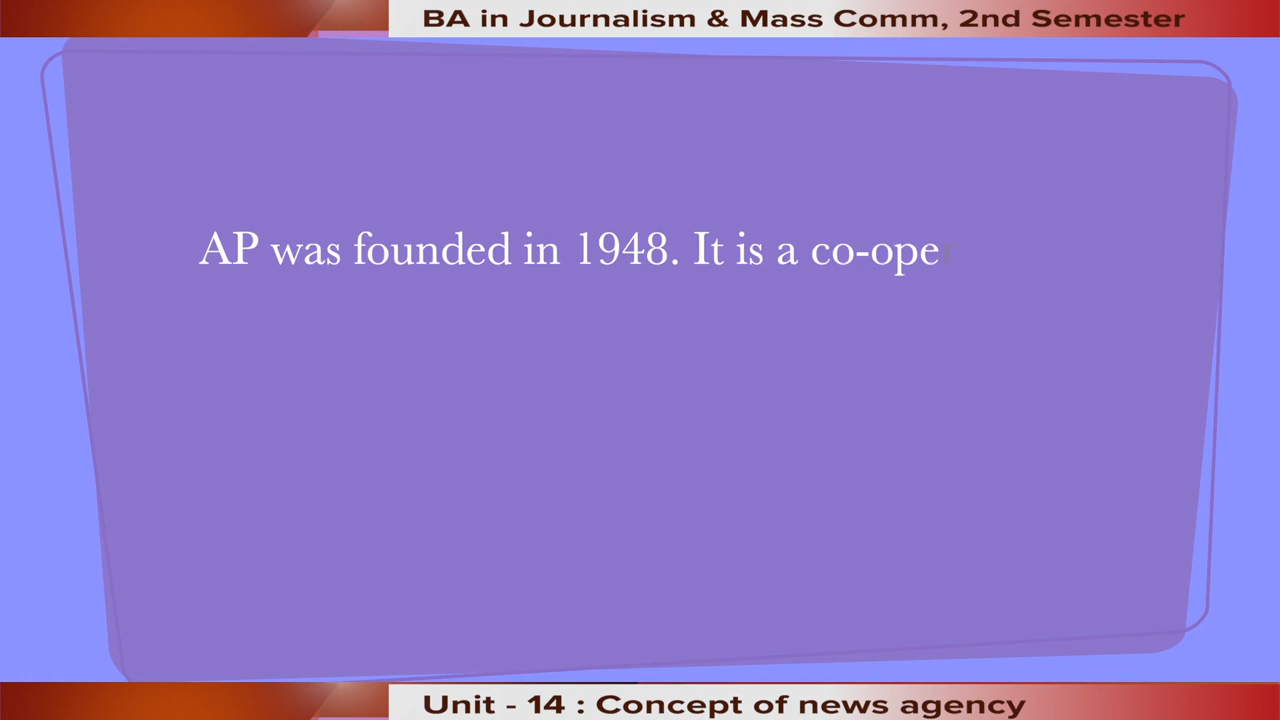 BA in Journalism & Mass Comm, 2nd Semester
AP was founded in 1948. It is a co-oper
Unit - 14 : Concept of news agency